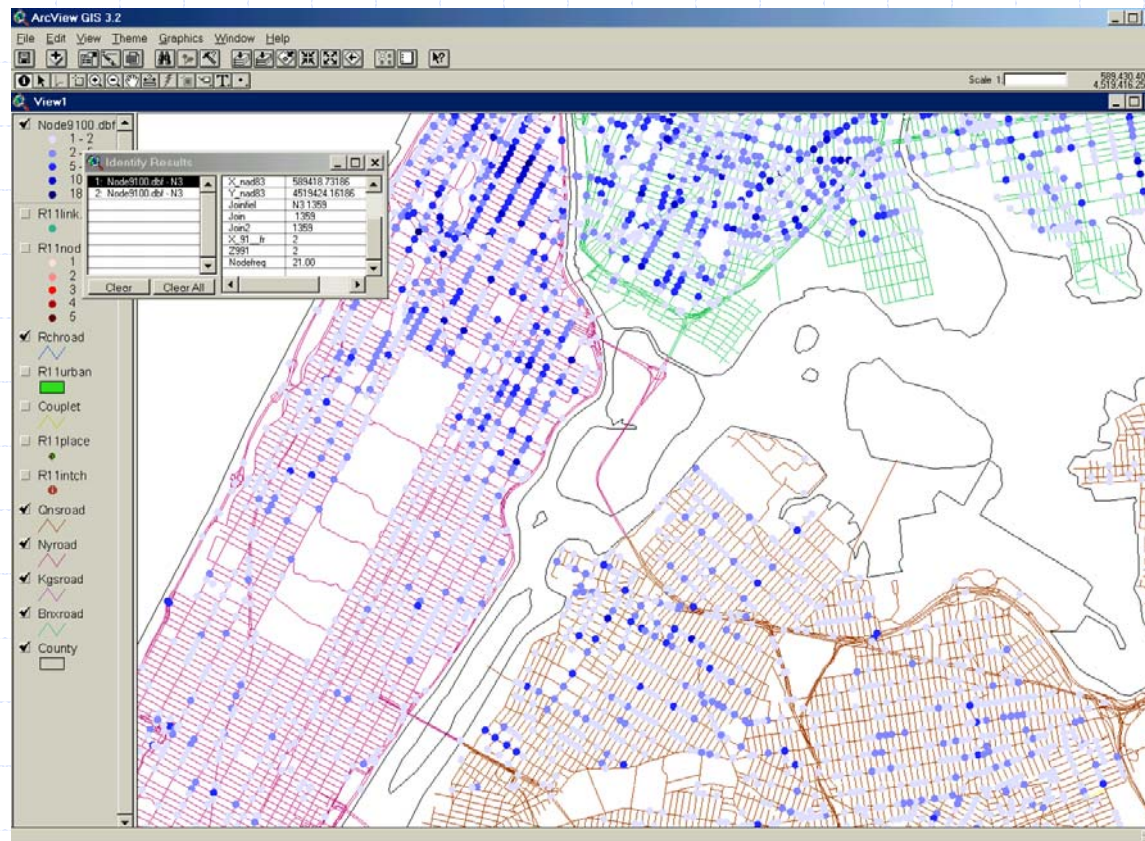 ArcView GIS 3.2
File Edit View Theme Graphics Window Help
Scale 1:
589,430.40
4,519,416.25
View1
Node9100.dbf
1 - 2
2 -
5 -
10
18
R11link.
R11nod
1
2
3
4
5
Rchroad
R11urban
Couplet
R11place
R11intch
Qnsroad
Nyroad
Kgsroad
Bnxroad
County
Identify Results
1: Node9100.dbf - N3
2: Node9100.dbf - N3
X_nad83 589418.73186
Y_nad83 4519424.16186
Joinfiel N3 1359
Join 1359
Join2 1359
X_91__fr 2
Z991 2
Nodefreq 21.00
Clear Clear All